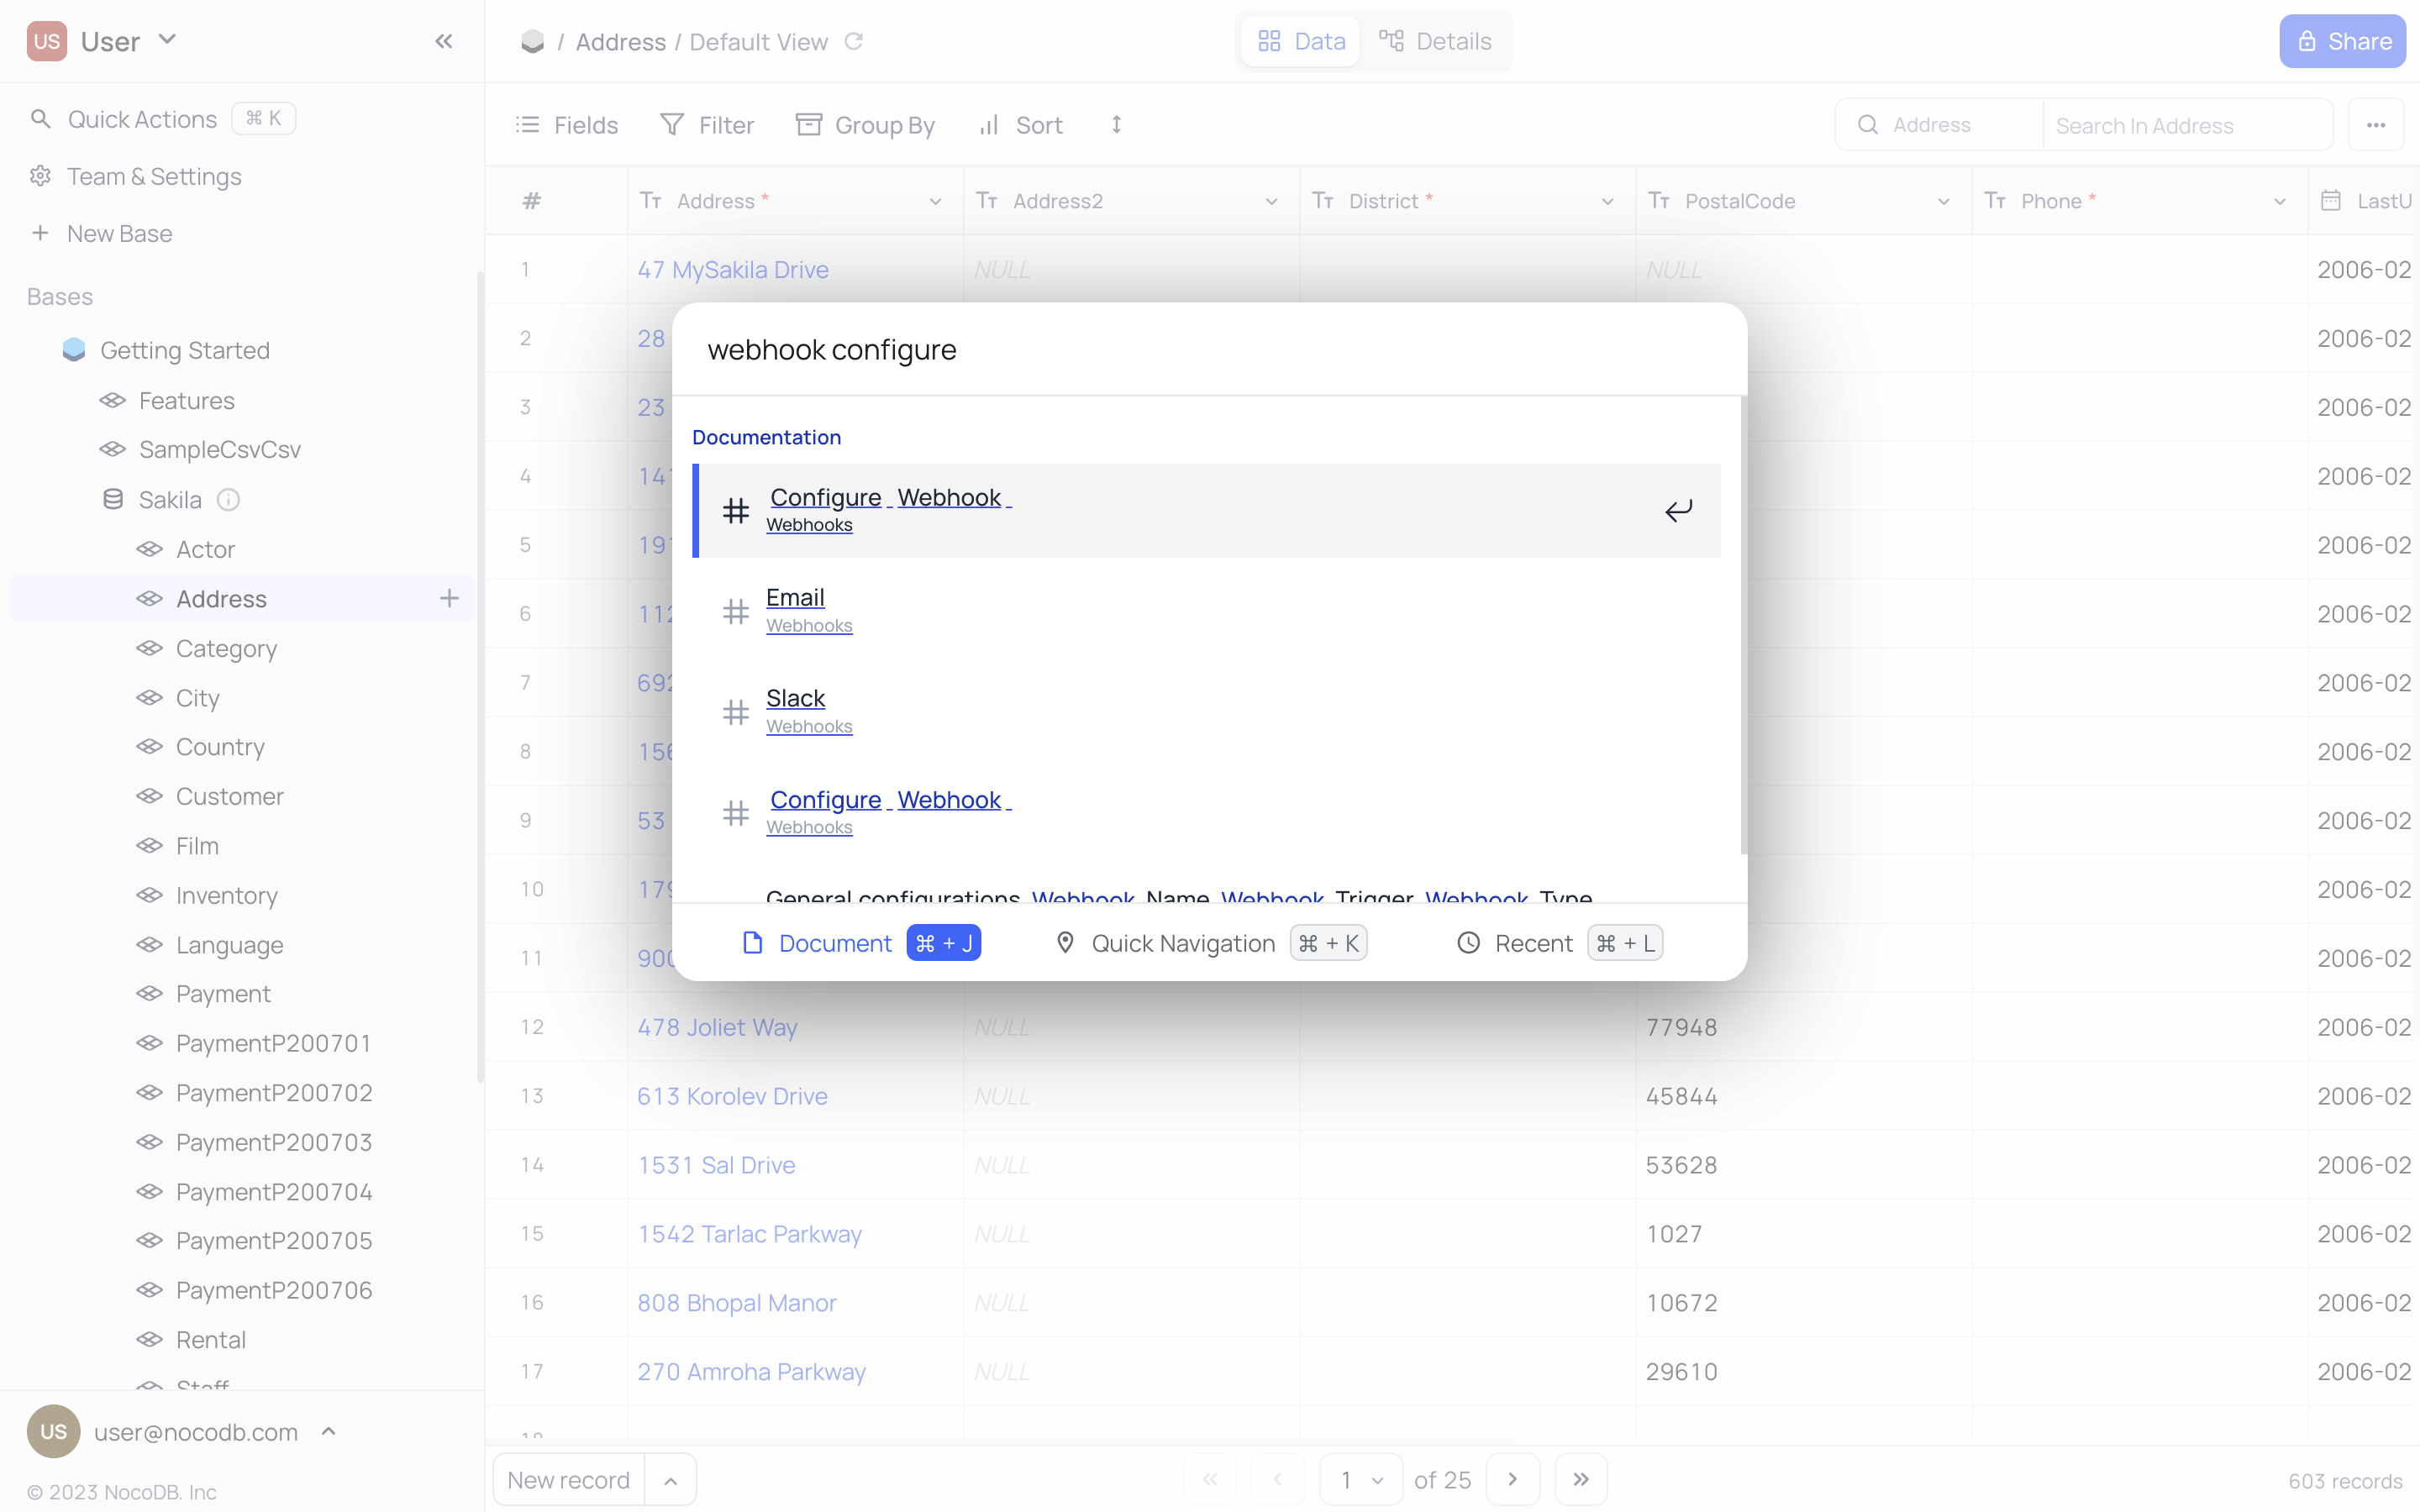 US User
/ Address / Default View
Data
Details
Share
Quick Actions ⌘ K
Team & Settings
New Base
Bases
Getting Started
Features
SampleCsvCsv
Sakila
Actor
Address
Category
City
Country
Customer
Film
Inventory
Language
Payment
PaymentP200701
PaymentP200702
PaymentP200703
PaymentP200704
PaymentP200705
PaymentP200706
Rental
Staff
US user@nocodb.com
© 2023 NocoDB. Inc
Fields
Filter
Group By
Sort
Address
Search In Address
# Address * Address2 District * PostalCode Phone * LastU
1 47 MySakila Drive NULL NULL 2006-02
2 28 2006-02
3 23 2006-02
4 2006-02
5 2006-02
6 2006-02
7 2006-02
8 2006-02
9 53 2006-02
10 2006-02
11 2006-02
12 478 Joliet Way NULL 77948 2006-02
13 613 Korolev Drive NULL 45844 2006-02
14 1531 Sal Drive NULL 53628 2006-02
15 1542 Tarlac Parkway NULL 1027 2006-02
16 808 Bhopal Manor NULL 10672 2006-02
17 270 Amroha Parkway NULL 29610 2006-02
18
webhook configure
Documentation
Configure Webhook
Webhooks
Email
Webhooks
Slack
Webhooks
Configure Webhook
Webhooks
General configurations Webhook Name Webhook Trigger Webhook Type
Document ⌘ + J
Quick Navigation ⌘ + K
Recent ⌘ + L
New record
1 of 25
603 records